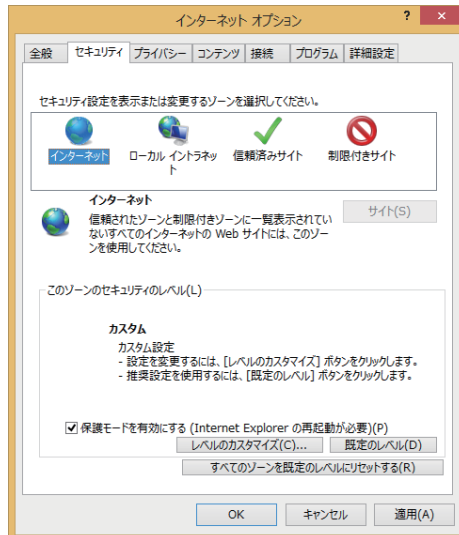 インターネット オプション
? ×
全般 セキュリティ プライバシー コンテンツ 接続 プログラム 詳細設定
セキュリティ設定を表示または変更するゾーンを選択してください。
インターネット ローカル イントラネッ 信頼済みサイト 制限付きサイト
ト
インターネット
信頼されたゾーンと制限付きゾーンに一覧表示されてい
ないすべてのインターネットの Web サイトには、このゾー
ンを使用してください。
サイト(S)
このゾーンのセキュリティのレベル(L)
カスタム
カスタム設定
- 設定を変更するには、[レベルのカスタマイズ] ボタンをクリックします。
- 推奨設定を使用するには、[既定のレベル] ボタンをクリックします。
保護モードを有効にする (Internet Explorer の再起動が必要)(P)
レベルのカスタマイズ(C)... 既定のレベル(D)
すべてのゾーンを既定のレベルにリセットする(R)
OK キャンセル 適用(A)